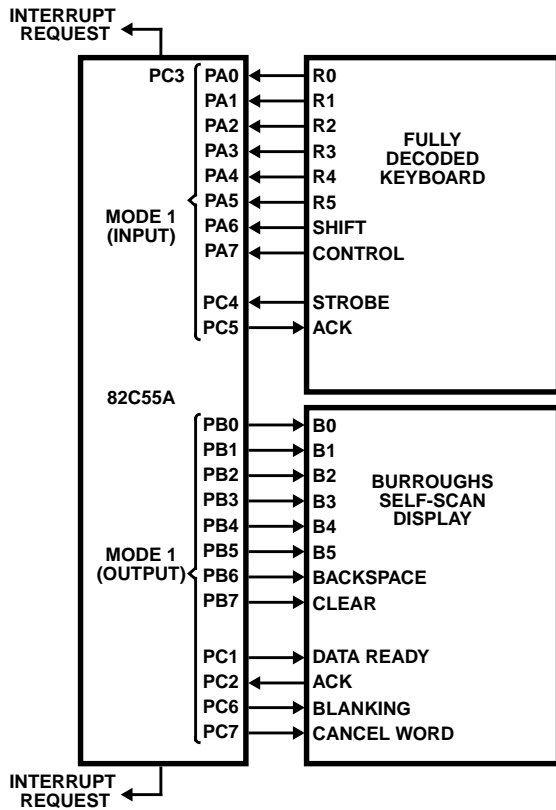 INTERRUPT
REQUEST
PC3 PA0 R0
PA1 R1
PA2 R2
PA3 R3
PA4 R4
PA5 R5
PA6 SHIFT
PA7 CONTROL
MODE 1
(INPUT)
FULLY
DECODED
KEYBOARD
PC4 STROBE
PC5 ACK
82C55A
PB0 B0
PB1 B1
PB2 B2
PB3 B3
PB4 B4
PB5 B5
PB6 BACKSPACE
PB7 CLEAR
MODE 1
(OUTPUT)
BURROUGHS
SELF-SCAN
DISPLAY
PC1 DATA READY
PC2 ACK
PC6 BLANKING
PC7 CANCEL WORD
INTERRUPT
REQUEST